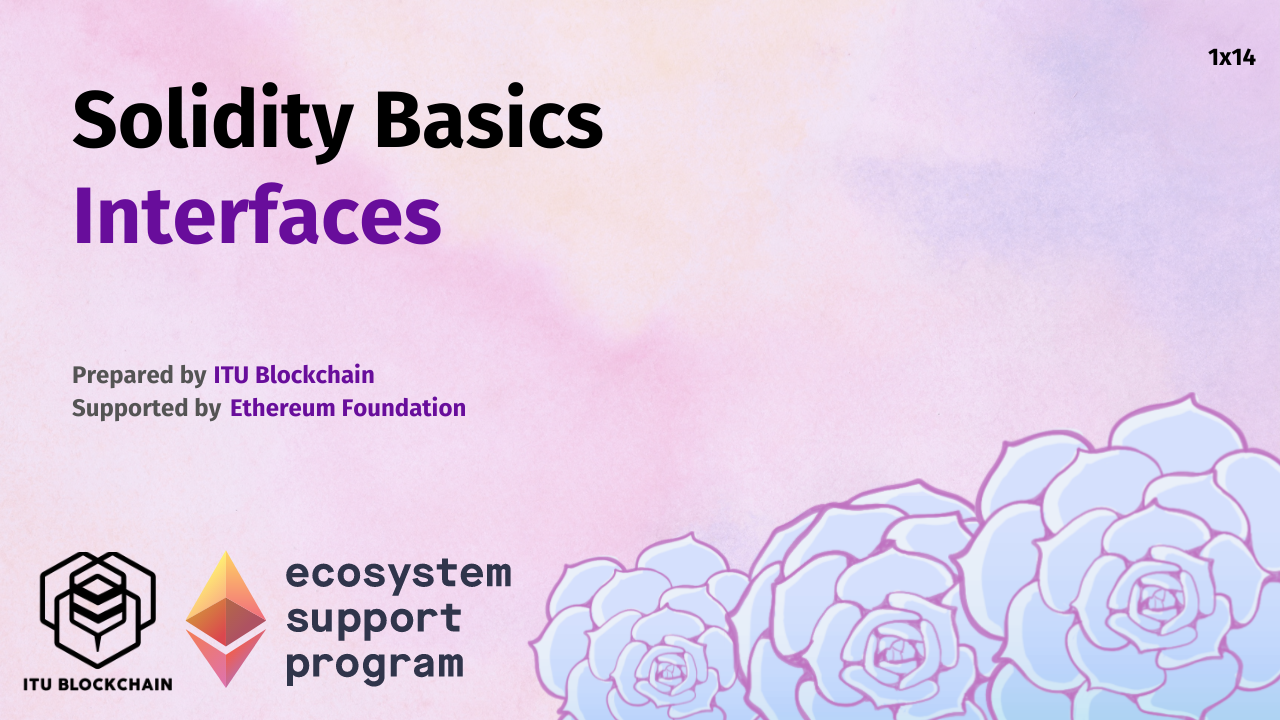 1x14
Solidity Basics
Interfaces
Prepared by ITU Blockchain
Supported by Ethereum Foundation
ITU BLOCKCHAIN
ecosystem
support
program